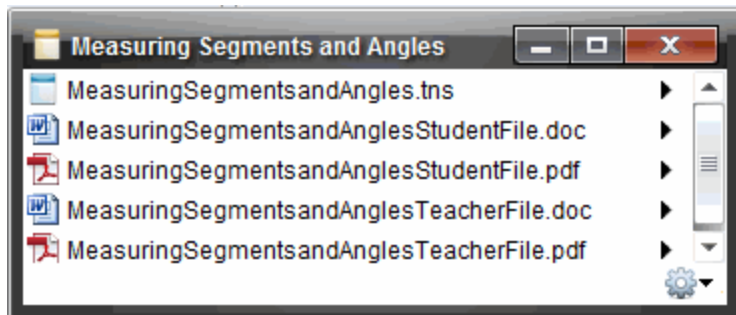 Measuring Segments and Angles
MeasuringSegmentsandAngles.tns
MeasuringSegmentsandAnglesStudentFile.doc
MeasuringSegmentsandAnglesStudentFile.pdf
MeasuringSegmentsandAnglesTeacherFile.doc
MeasuringSegmentsandAnglesTeacherFile.pdf